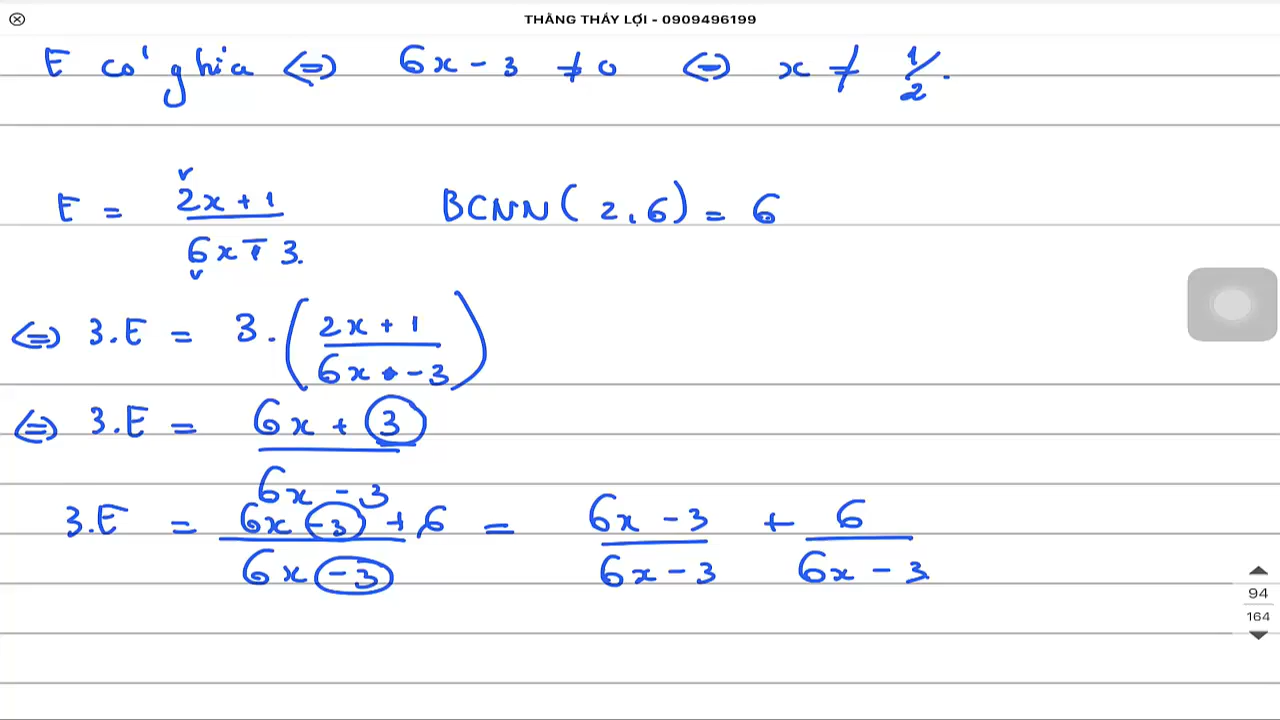 THẦNG THẦY LỢI - 0909496199
E có nghĩa <=> 6x - 3 ≠ 0 <=> x ≠ 1/2.
E = (2x + 1)/(6x - 3) BCNN(2,6) = 6
<=> 3.E = 3.((2x + 1)/(6x - 3))
<=> 3.E = (6x + 3)/(6x - 3)
3.E = (6x - 3 + 6)/(6x - 3) = (6x - 3)/(6x - 3) + 6/(6x - 3)
94
164